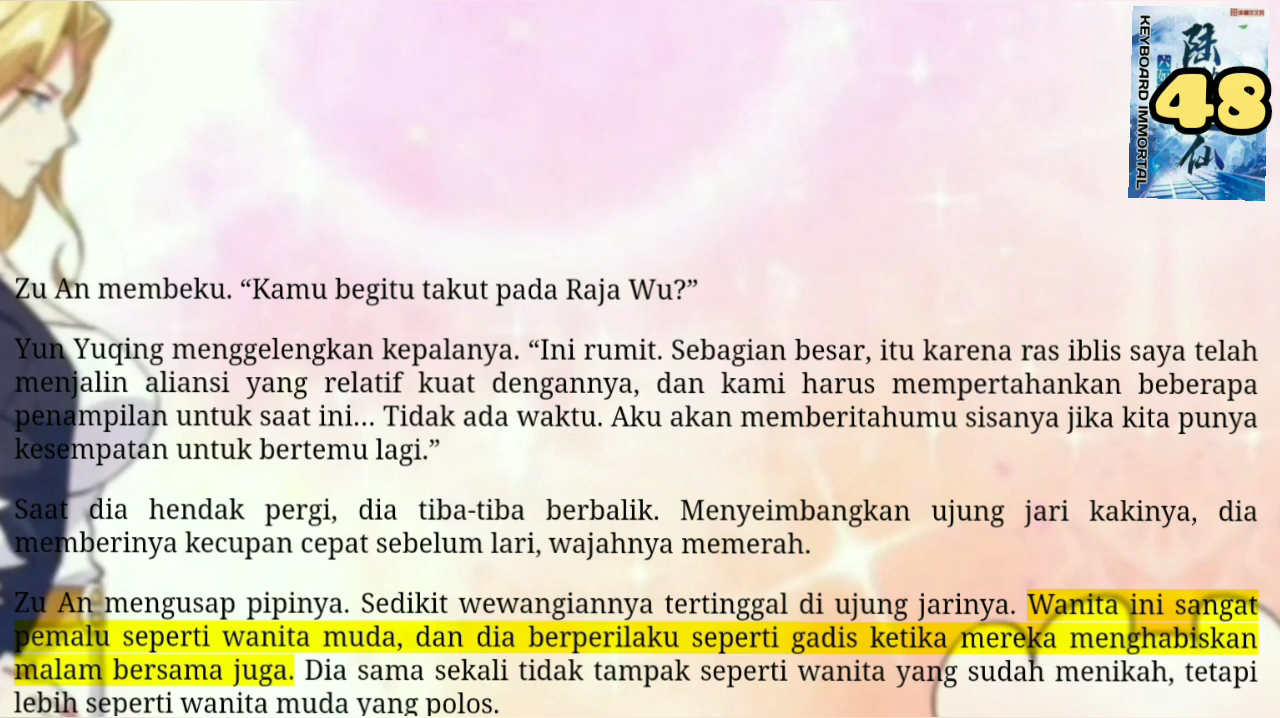 KEYBOARD IMMORTAL
陆
仙
48
Zu An membeku. “Kamu begitu takut pada Raja Wu?”
Yun Yuqing menggelengkan kepalanya. “Ini rumit. Sebagian besar, itu karena ras iblis saya telah
menjalin aliansi yang relatif kuat dengannya, dan kami harus mempertahankan beberapa
penampilan untuk saat ini... Tidak ada waktu. Aku akan memberitahumu sisanya jika kita punya
kesempatan untuk bertemu lagi.”
Saat dia hendak pergi, dia tiba-tiba berbalik. Menyeimbangkan ujung jari kakinya, dia
memberinya kecupan cepat sebelum lari, wajahnya memerah.
Zu An mengusap pipinya. Sedikit wewangiannya tertinggal di ujung jarinya. Wanita ini sangat
pemalu seperti wanita muda, dan dia berperilaku seperti gadis ketika mereka menghabiskan
malam bersama juga. Dia sama sekali tidak tampak seperti wanita yang sudah menikah, tetapi
lebih seperti wanita muda yang polos.